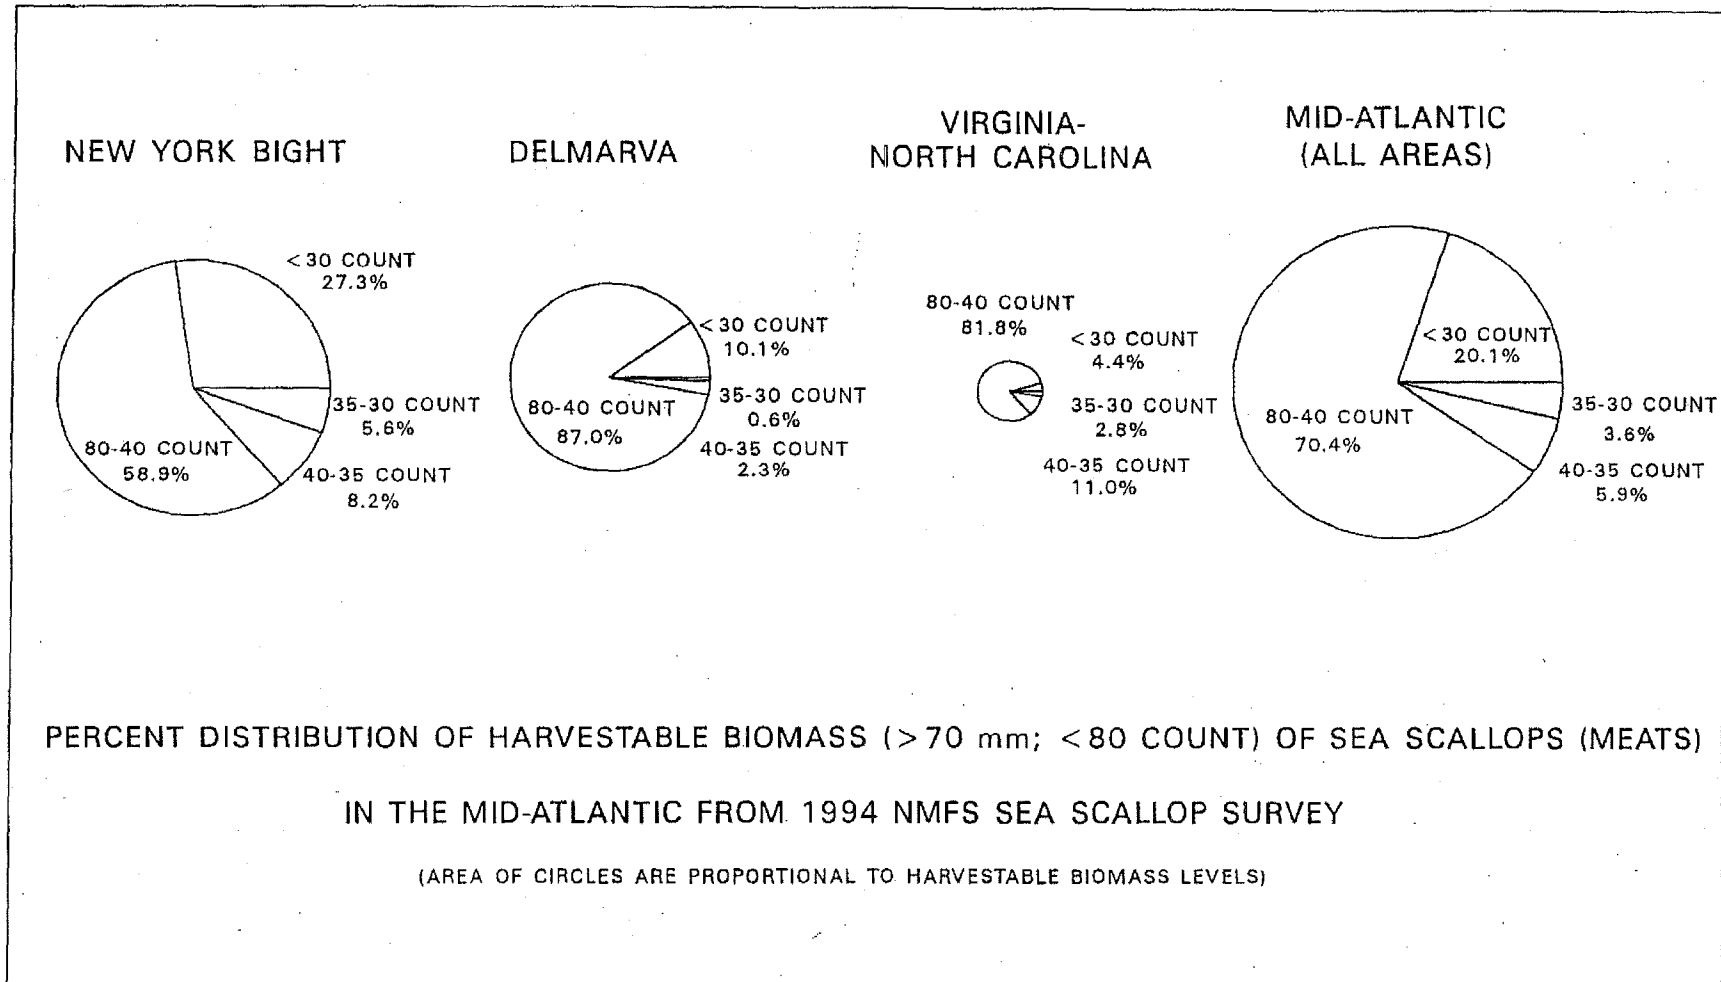 NEW YORK BIGHT
<30 COUNT
27.3%
35-30 COUNT
5.6%
80-40 COUNT
58.9%
40-35 COUNT
8.2%
DELMARVA
<30 COUNT
10.1%
35-30 COUNT
0.6%
80-40 COUNT
87.0%
40-35 COUNT
2.3%
VIRGINIA-
NORTH CAROLINA
80-40 COUNT
81.8%
<30 COUNT
4.4%
35-30 COUNT
2.8%
40-35 COUNT
11.0%
MID-ATLANTIC
(ALL AREAS)
<30 COUNT
20.1%
35-30 COUNT
3.6%
80-40 COUNT
70.4%
40-35 COUNT
5.9%
PERCENT DISTRIBUTION OF HARVESTABLE BIOMASS (>70 mm; <80 COUNT) OF SEA SCALLOPS (MEATS)
IN THE MID-ATLANTIC FROM 1994 NMFS SEA SCALLOP SURVEY
(AREA OF CIRCLES ARE PROPORTIONAL TO HARVESTABLE BIOMASS LEVELS)